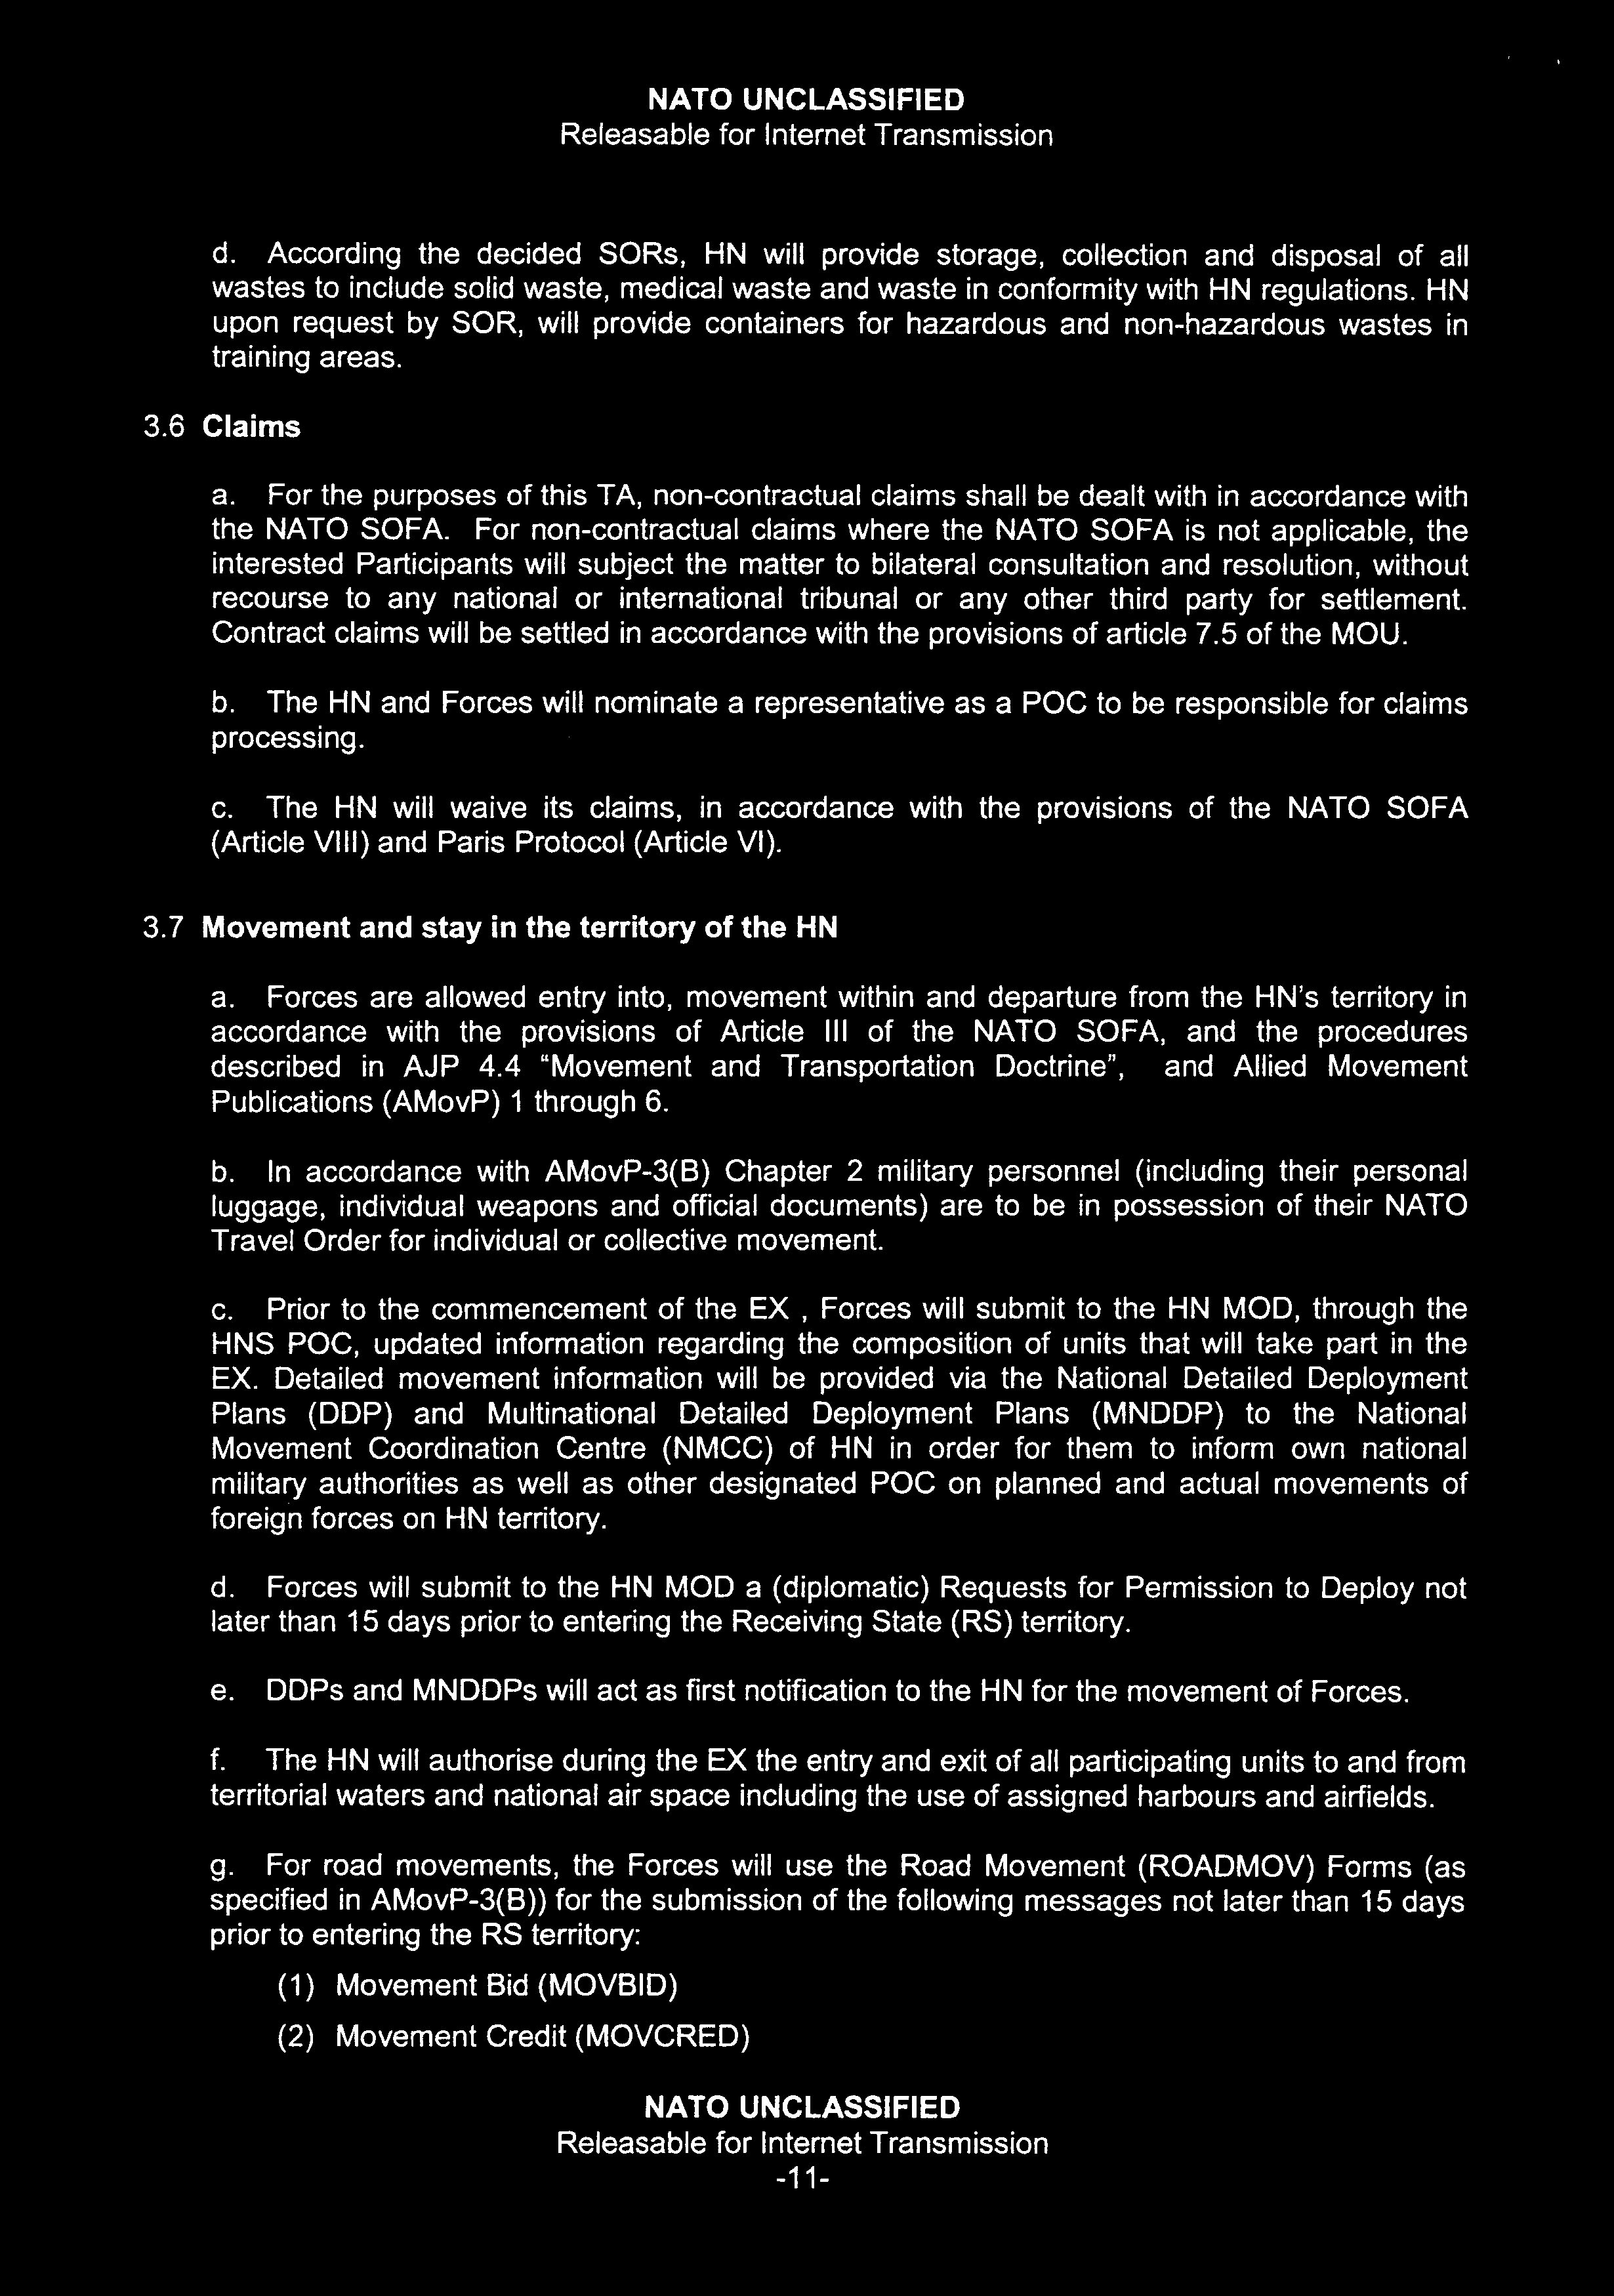 NATO UNCLASSIFIED
Releasable for Internet Transmission
d. According the decided SORs, HN will provide storage, collection and disposal of all
wastes to include solid waste, medical waste and waste in conformity with HN regulations. HN
upon request by SOR, will provide containers for hazardous and non-hazardous wastes in
training areas.
3.6 Claims
a. For the purposes of this TA, non-contractual claims shall be dealt with in accordance with
the NATO SOFA. For non-contractual claims where the NATO SOFA is not applicable, the
interested Participants will subject the matter to bilateral consultation and resolution, without
recourse to any national or international tribunal or any other third party for settlement.
Contract claims will be settled in accordance with the provisions of article 7.5 of the MOU.
b. The HN and Forces will nominate a representative as a POC to be responsible for claims
processing.
c. The HN will waive its claims, in accordance with the provisions of the NATO SOFA
(Article VIII) and Paris Protocol (Article VI).
3.7 Movement and stay in the territory of the HN
a. Forces are allowed entry into, movement within and departure from the HN's territory in
accordance with the provisions of Article III of the NATO SOFA, and the procedures
described in AJP 4.4 “Movement and Transportation Doctrine”, and Allied Movement
Publications (AMovP) 1 through 6.
b. In accordance with AMovP-3(B) Chapter 2 military personnel (including their personal
luggage, individual weapons and official documents) are to be in possession of their NATO
Travel Order for individual or collective movement.
c. Prior to the commencement of the EX , Forces will submit to the HN MOD, through the
HNS POC, updated information regarding the composition of units that will take part in the
EX. Detailed movement information will be provided via the National Detailed Deployment
Plans (DDP) and Multinational Detailed Deployment Plans (MNDDP) to the National
Movement Coordination Centre (NMCC) of HN in order for them to inform own national
military authorities as well as other designated POC on planned and actual movements of
foreign forces on HN territory.
d. Forces will submit to the HN MOD a (diplomatic) Requests for Permission to Deploy not
later than 15 days prior to entering the Receiving State (RS) territory.
e. DDPs and MNDDPs will act as first notification to the HN for the movement of Forces.
f. The HN will authorise during the EX the entry and exit of all participating units to and from
territorial waters and national air space including the use of assigned harbours and airfields.
g. For road movements, the Forces will use the Road Movement (ROADMOV) Forms (as
specified in AMovP-3(B)) for the submission of the following messages not later than 15 days
prior to entering the RS territory:
(1) Movement Bid (MOVBID)
(2) Movement Credit (MOVCRED)
NATO UNCLASSIFIED
Releasable for Internet Transmission
-11-